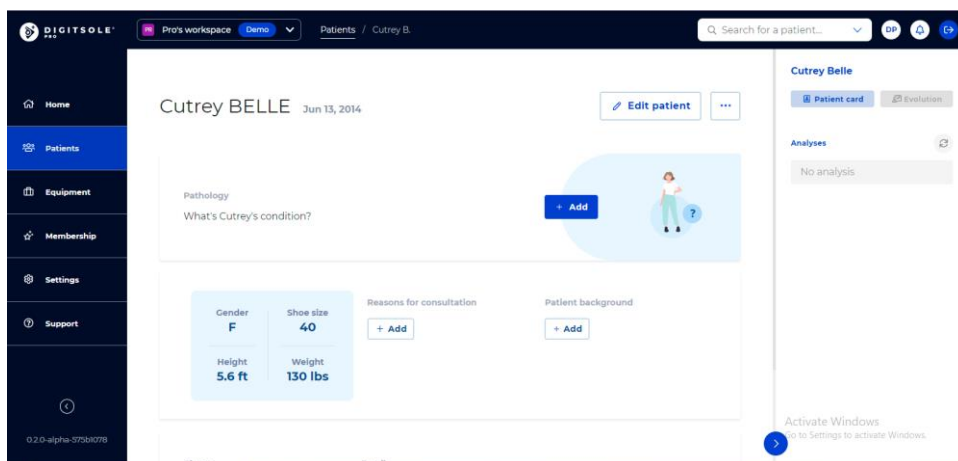 DIGITSOLE®
PRO
PR Pro's workspace Demo
Patients / Cutrey B.
Search for a patient...
DP
Home
Patients
Equipment
Membership
Settings
Support
0.2.0-alpha-575b1078
Cutrey BELLE Jun 13, 2014
Edit patient
...
Pathology
What's Cutrey's condition?
+ Add
?
Gender
F
Shoe size
40
Height
5.6 ft
Weight
130 lbs
Reasons for consultation
+ Add
Patient background
+ Add
Cutrey Belle
Patient card
Evolution
Analyses
No analysis
Activate Windows
Go to Settings to activate Windows.